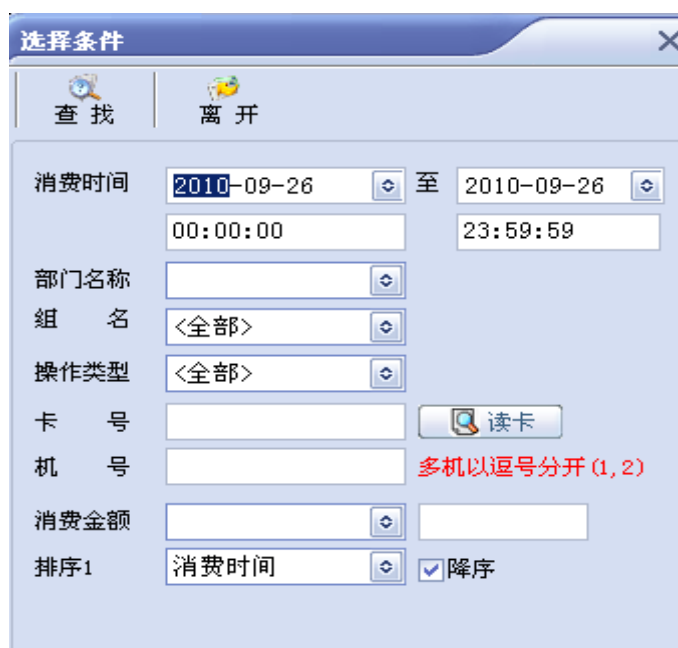 选择条件
查找 离开
消费时间 2010-09-26 至 2010-09-26
00:00:00 23:59:59
部门名称
组 名 <全部>
操作类型 <全部>
卡 号 读卡
机 号 多机以逗号分开(1,2)
消费金额
排序1 消费时间 降序